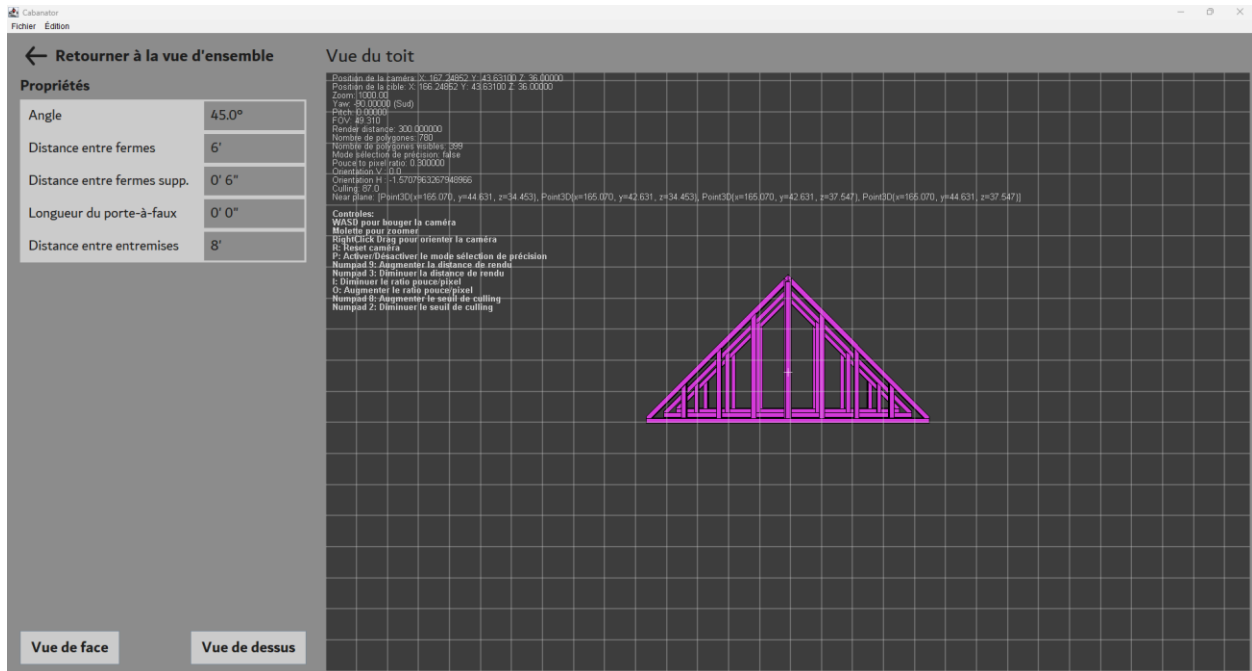 Cabanator
Fichier Édition
← Retourner à la vue d'ensemble
Vue du toit
Propriétés
Angle 45.0°
Distance entre fermes 6'
Distance entre fermes supp. 0' 6"
Longueur du porte-à-faux 0' 0"
Distance entre entremises 8'
Position de la caméra: X: 167.24852 Y: 43.63100 Z: 36.00000
Position de la cible: X: 166.24852 Y: 43.63100 Z: 36.00000
Zoom: 1000.00
Yaw: -90.00000 (Sud)
Pitch: 0.00000
FOV: 49.310
Render distance: 300.000000
Nombre de polygones: 780
Nombre de polygones visibles: 399
Mode sélection de précision: false
Pouce to pixel ratio: 0.300000
Orientation V : 0.0
Orientation H : -1.5707963267948966
Culling: 87.0
Near plane: [Point3D(x=165.070, y=44.631, z=34.453), Point3D(x=165.070, y=42.631, z=34.453), Point3D(x=165.070, y=42.631, z=37.547), Point3D(x=165.070, y=44.631, z=37.547)]
Controles:
WASD pour bouger la caméra
Molette pour zoomer
RightClick Drag pour orienter la caméra
R: Reset caméra
P: Activer/Désactiver le mode sélection de précision
Numpad 9: Augmenter la distance de rendu
Numpad 3: Diminuer la distance de rendu
I: Diminuer le ratio pouce/pixel
O: Augmenter le ratio pouce/pixel
Numpad 8: Augmenter le seuil de culling
Numpad 2: Diminuer le seuil de culling
Vue de face
Vue de dessus